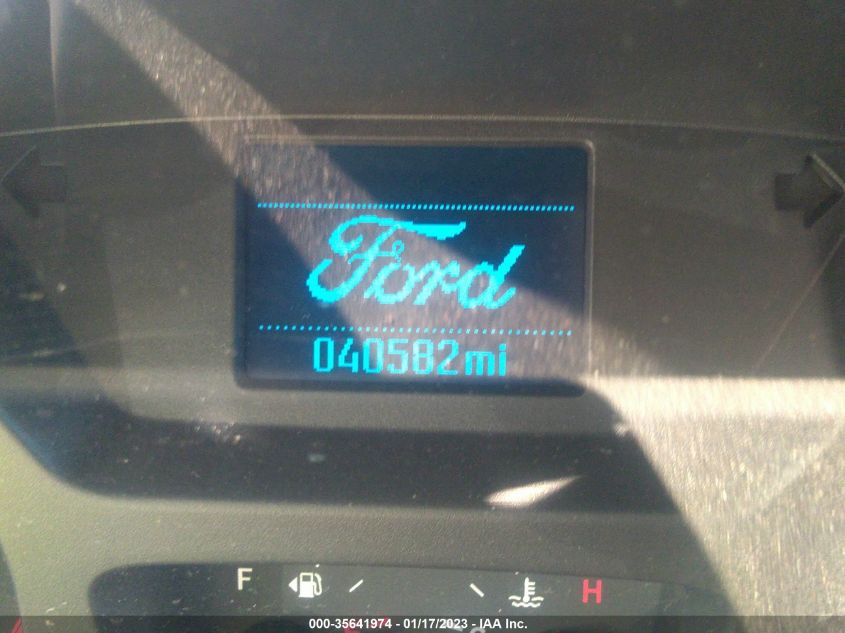 Ford
040582mi
F
H
000-35641974 - 01/17/2023 - IAA Inc.